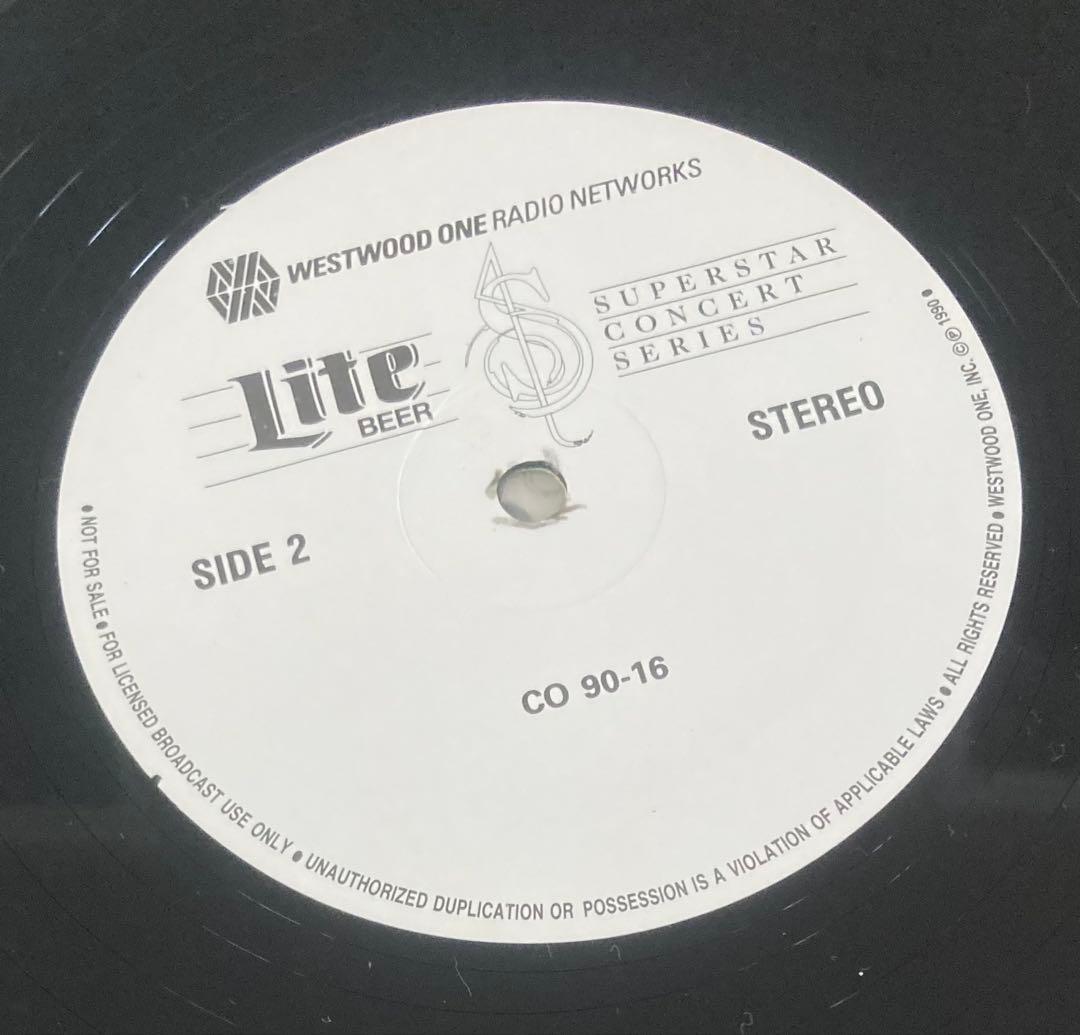 WESTWOOD ONE RADIO NETWORKS
Lite
BEER
SUPERSTAR
CONCERT
SERIES
STEREO
SIDE 2
CO 90-16
● NOT FOR SALE ● FOR LICENSED BROADCAST USE ONLY ● UNAUTHORIZED DUPLICATION OR POSSESSION IS A VIOLATION OF APPLICABLE LAWS ● ALL RIGHTS RESERVED ● WESTWOOD ONE, INC. ©℗ 1990 ●